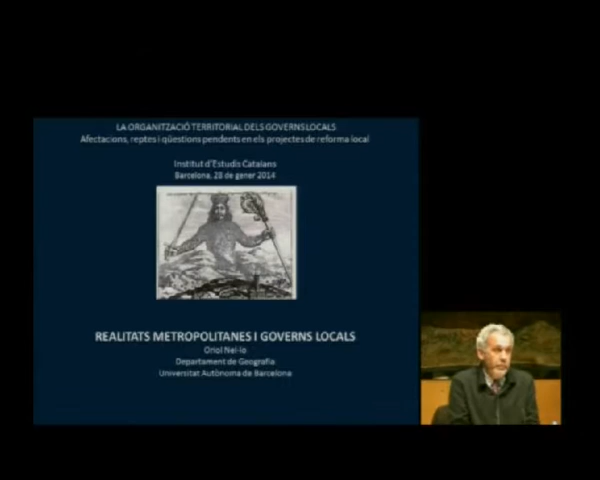 LA ORGANITZACIÓ TERRITORIAL DELS GOVERNS LOCALS
Afectacions, reptes i qüestions pendents en els projectes de reforma local
Institut d'Estudis Catalans
Barcelona, 28 de gener 2014
REALITATS METROPOLITANES I GOVERNS LOCALS
Oriol Nel·lo
Departament de Geografia
Universitat Autònoma de Barcelona